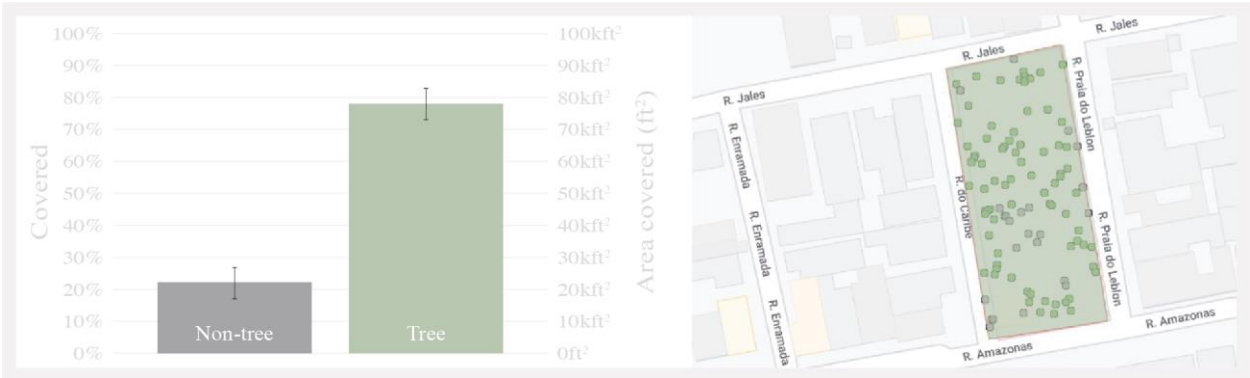 100%
90%
80%
70%
60%
50%
40%
30%
20%
10%
0%
Covered
Non-tree
Tree
100kft²
90kft²
80kft²
70kft²
60kft²
50kft²
40kft²
30kft²
20kft²
10kft²
0ft²
Area covered (ft²)
R. Jales
R. Jales
R. Jales
R. Enramada
R. Enramada
R. Enramada
R. do Caribe
R. Praia do Leblon
R. Praia do Leblon
R. Amazonas
R. Amazonas